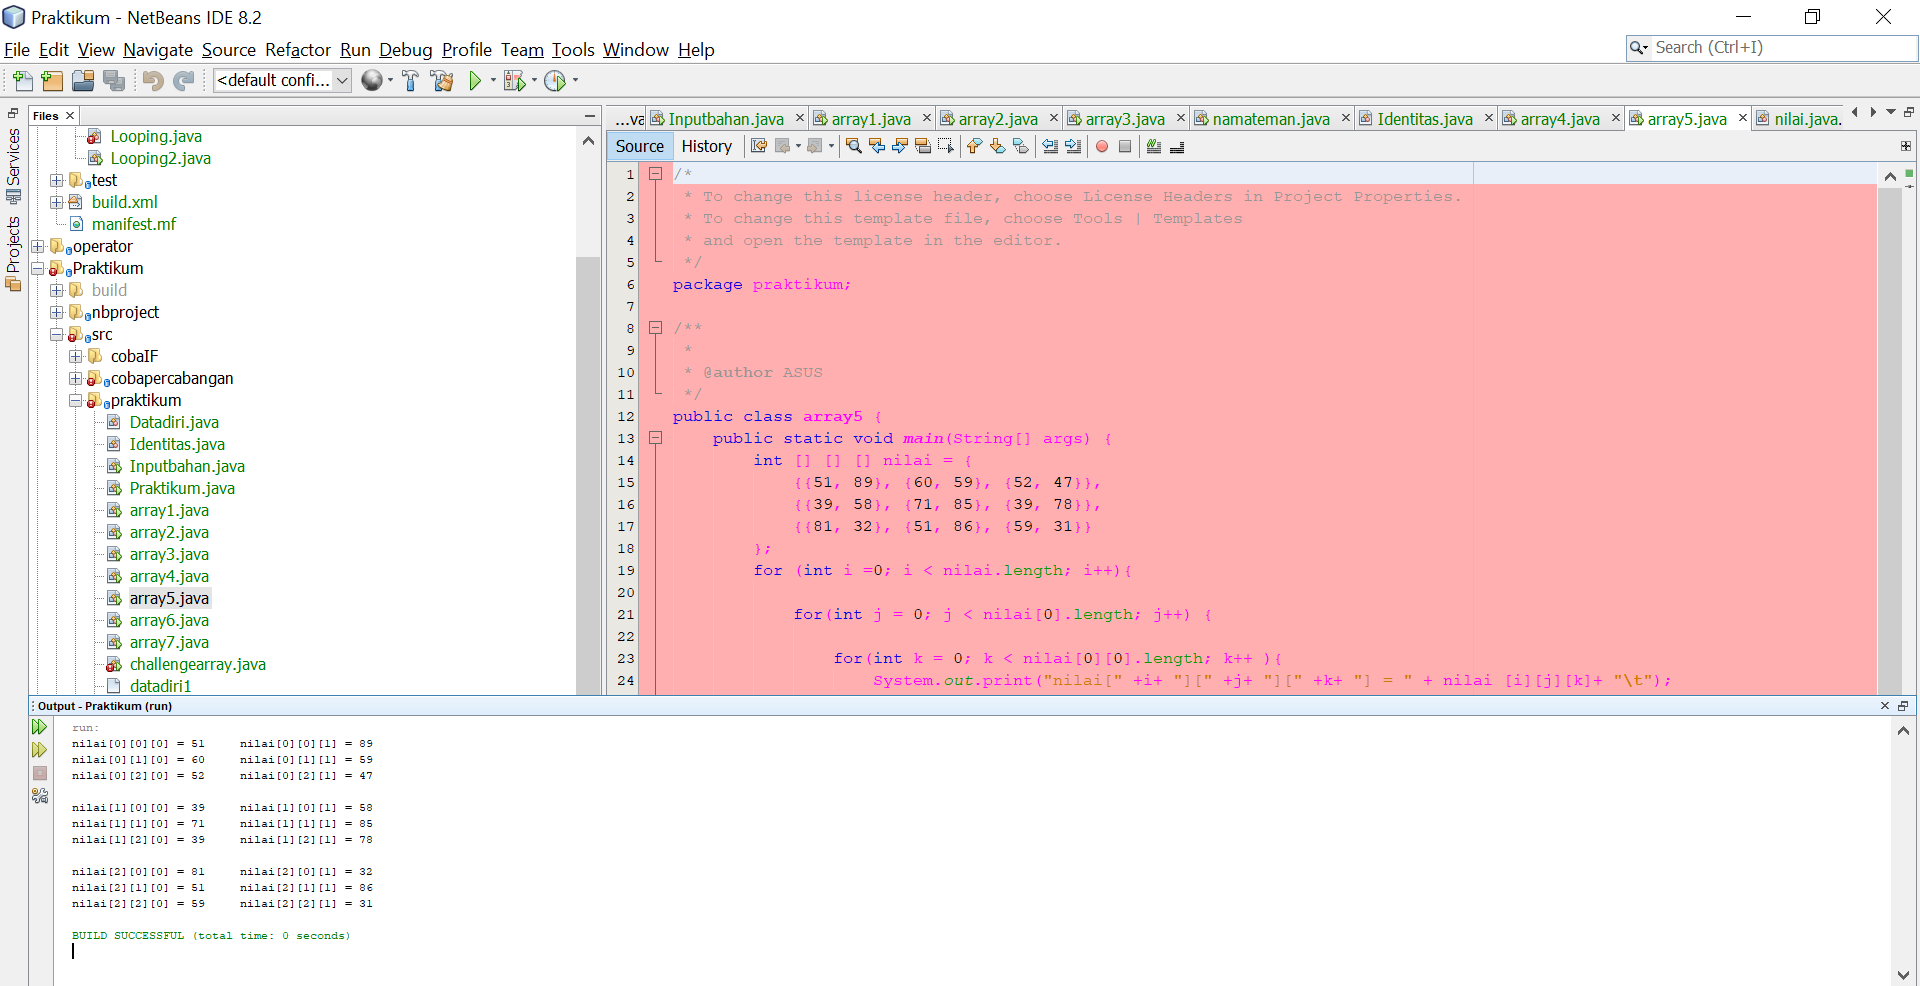 Praktikum - NetBeans IDE 8.2
File Edit View Navigate Source Refactor Run Debug Profile Team Tools Window Help
Search (Ctrl+I)
<default confi...
Services
Projects
Files
Looping.java
Looping2.java
test
build.xml
manifest.mf
operator
Praktikum
build
nbproject
src
cobaIF
cobapercabangan
praktikum
Datadiri.java
Identitas.java
Inputbahan.java
Praktikum.java
array1.java
array2.java
array3.java
array4.java
array5.java
array6.java
array7.java
challengearray.java
datadiri1
...va Inputbahan.java array1.java array2.java array3.java namateman.java Identitas.java array4.java array5.java nilai.java.
Source History
1 /*
2 * To change this license header, choose License Headers in Project Properties.
3 * To change this template file, choose Tools | Templates
4 * and open the template in the editor.
5 */
6 package praktikum;
7
8 /**
9 *
10 * @author ASUS
11 */
12 public class array5 {
13 public static void main(String[] args) {
14 int [] [] [] nilai = {
15 {{51, 89}, {60, 59}, {52, 47}},
16 {{39, 58}, {71, 85}, {39, 78}},
17 {{81, 32}, {51, 86}, {59, 31}}
18 };
19 for (int i =0; i < nilai.length; i++){
20
21 for(int j = 0; j < nilai[0].length; j++) {
22
23 for(int k = 0; k < nilai[0][0].length; k++ ){
24 System.out.print("nilai[" +i+ "][" +j+ "][" +k+ "] = " + nilai [i][j][k]+ "\t");
Output - Praktikum (run)
run:
nilai[0][0][0] = 51 nilai[0][0][1] = 89
nilai[0][1][0] = 60 nilai[0][1][1] = 59
nilai[0][2][0] = 52 nilai[0][2][1] = 47
nilai[1][0][0] = 39 nilai[1][0][1] = 58
nilai[1][1][0] = 71 nilai[1][1][1] = 85
nilai[1][2][0] = 39 nilai[1][2][1] = 78
nilai[2][0][0] = 81 nilai[2][0][1] = 32
nilai[2][1][0] = 51 nilai[2][1][1] = 86
nilai[2][2][0] = 59 nilai[2][2][1] = 31
BUILD SUCCESSFUL (total time: 0 seconds)